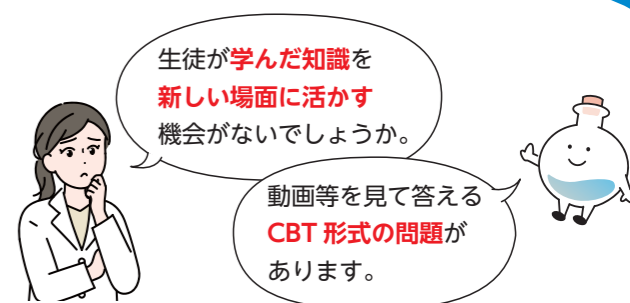 生徒が学んだ知識を
新しい場面に活かす
機会がないでしょうか。
動画等を見て答える
CBT 形式の問題が
あります。